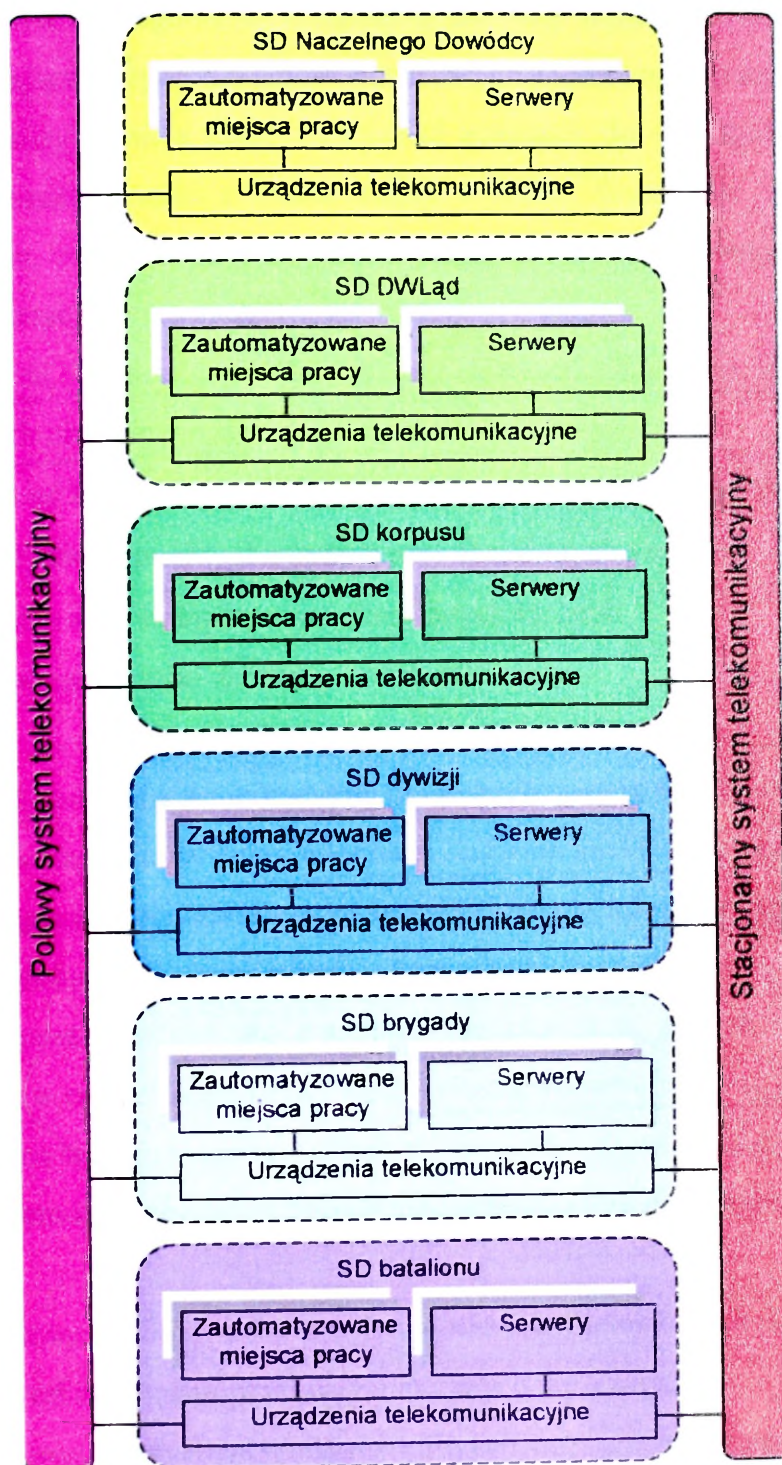 Polowy system telekomunikacyjny
SD Naczelnego Dowódcy
Zautomatyzowane
miejsca pracy
Serwery
Urządzenia telekomunikacyjne
SD DWLąd
Zautomatyzowane
miejsca pracy
Serwery
Urządzenia telekomunikacyjne
SD korpusu
Zautomatyzowane
miejsca pracy
Serwery
Urządzenia telekomunikacyjne
SD dywizji
Zautomatyzowane
miejsca pracy
Serwery
Urządzenia telekomunikacyjne
SD brygady
Zautomatyzowane
miejsca pracy
Serwery
Urządzenia telekomunikacyjne
SD batalionu
Zautomatyzowane
miejsca pracy
Serwery
Urządzenia telekomunikacyjne
Stacjonarny system telekomunikacyjny